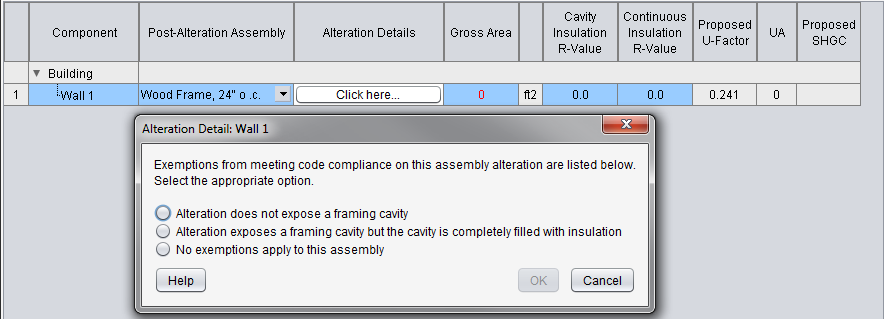 Component Post-Alteration Assembly Alteration Details Gross Area Cavity Insulation R-Value Continuous Insulation R-Value Proposed U-Factor UA Proposed SHGC
Building
1 Wall 1 Wood Frame, 24" o .c. Click here... 0 ft2 0.0 0.0 0.241 0
Alteration Detail: Wall 1
Exemptions from meeting code compliance on this assembly alteration are listed below.
Select the appropriate option.
Alteration does not expose a framing cavity
Alteration exposes a framing cavity but the cavity is completely filled with insulation
No exemptions apply to this assembly
Help OK Cancel